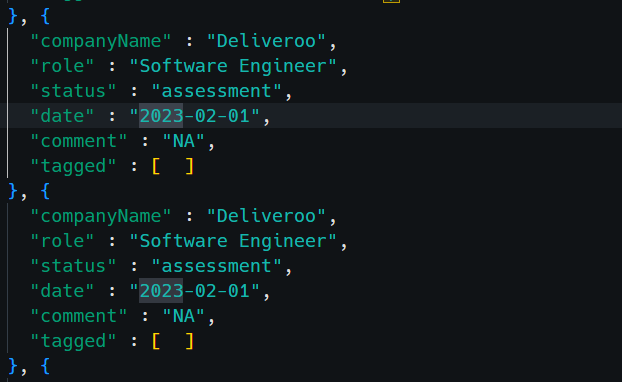 }, {
"companyName" : "Deliveroo",
"role" : "Software Engineer",
"status" : "assessment",
"date" : "2023-02-01",
"comment" : "NA",
"tagged" : [  ]
}, {
"companyName" : "Deliveroo",
"role" : "Software Engineer",
"status" : "assessment",
"date" : "2023-02-01",
"comment" : "NA",
"tagged" : [  ]
}, {